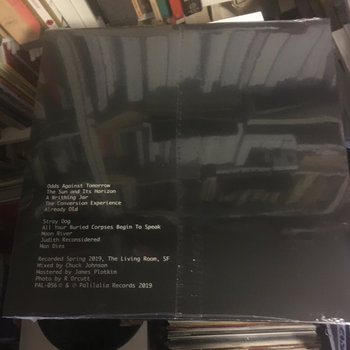 Odds Against Tomorrow
The Sun and Its Horizon
A Writhing Jar
The Conversion Experience
Already Old
Stray Dog
All Your Buried Corpses Begin To Speak
Moon River
Judith Reconsidered
Man Dies
Recorded Spring 2019, The Living Room, SF
Mixed by Chuck Johnson
Mastered by James Plotkin
Photo by R Orcutt
PAL-056 © & ℗ Palilalia Records 2019